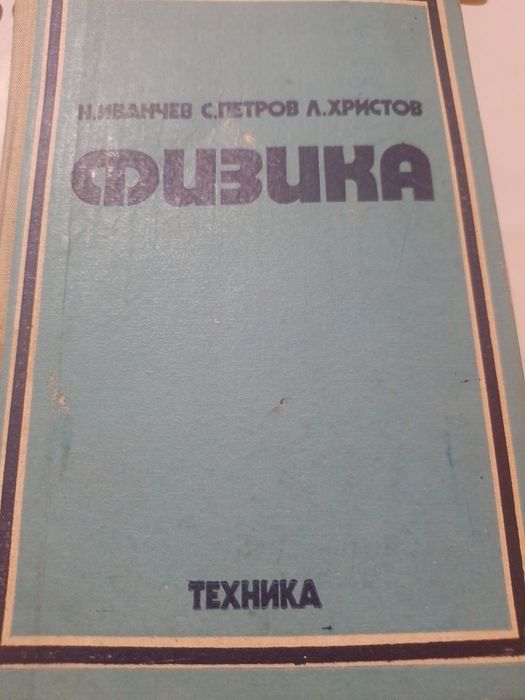 Н.ИВАНЧЕВ С.ПЕТРОВ Л.ХРИСТОВ
ФИЗИКА
ТЕХНИКА